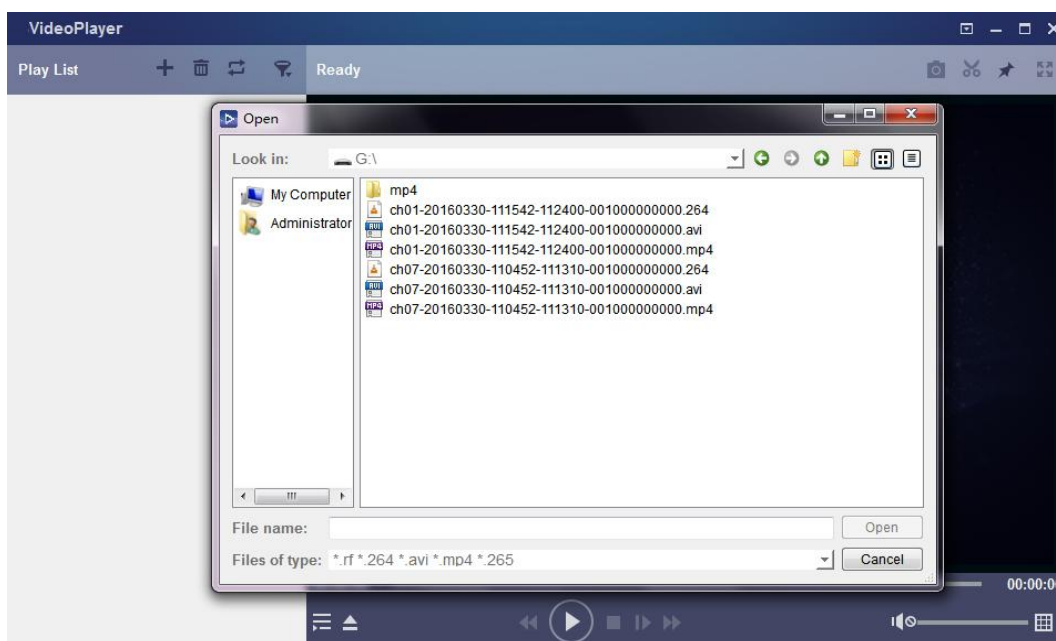 VideoPlayer
Play List
Ready
Open
Look in: G:\
My Computer
Administrator
mp4
ch01-20160330-111542-112400-001000000000.264
ch01-20160330-111542-112400-001000000000.avi
ch01-20160330-111542-112400-001000000000.mp4
ch07-20160330-110452-111310-001000000000.264
ch07-20160330-110452-111310-001000000000.avi
ch07-20160330-110452-111310-001000000000.mp4
File name:
Open
Files of type: *.rf *.264 *.avi *.mp4 *.265
Cancel
00:00:0